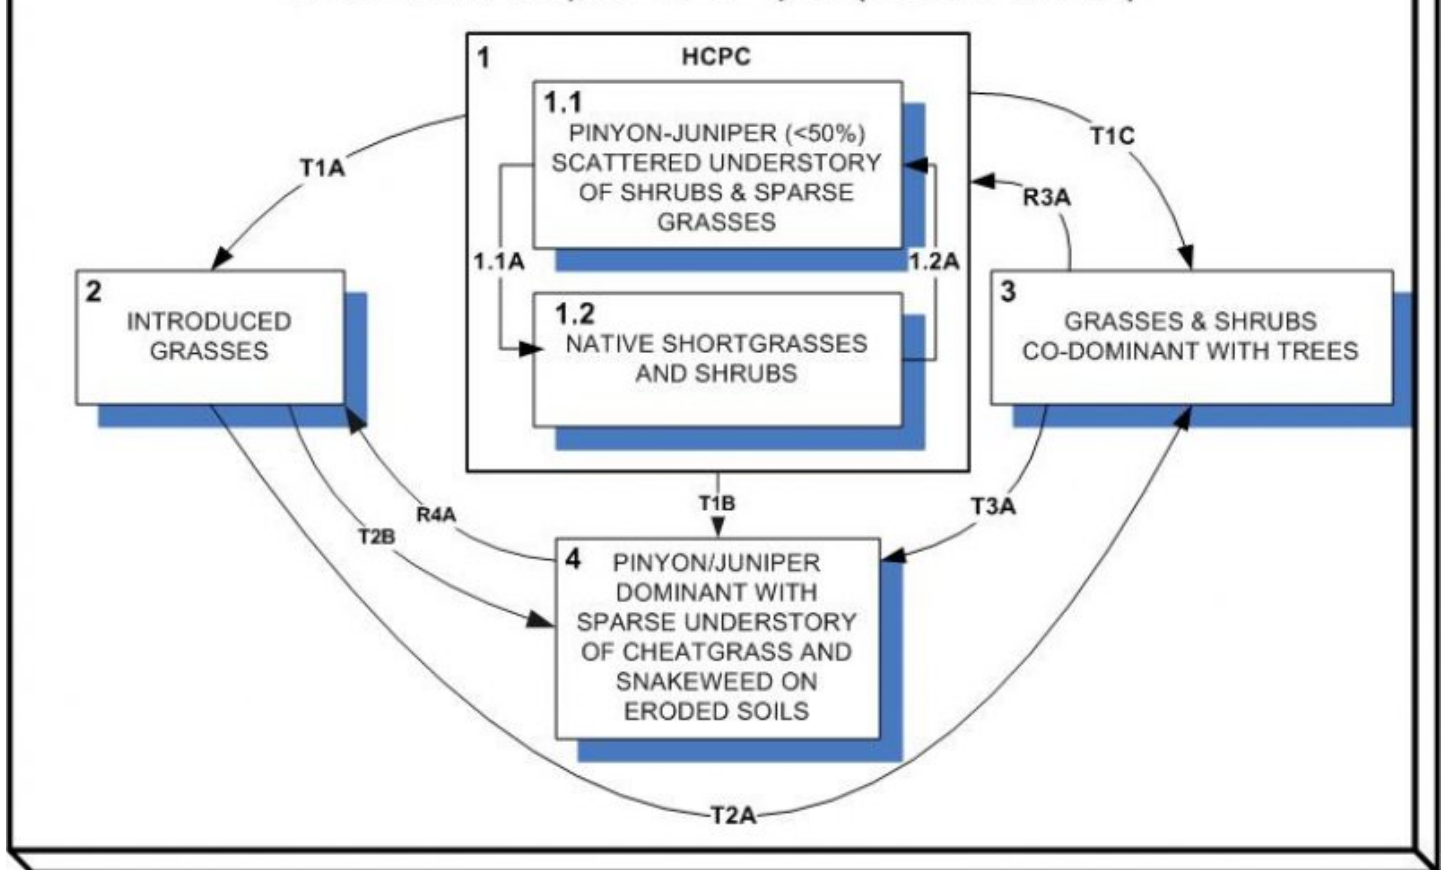 1
HCPC
1.1
PINYON-JUNIPER (<50%)
SCATTERED UNDERSTORY
OF SHRUBS & SPARSE
GRASSES
T1A
T1C
R3A
1.1A
1.2A
2
INTRODUCED
GRASSES
1.2
NATIVE SHORTGRASSES
AND SHRUBS
3
GRASSES & SHRUBS
CO-DOMINANT WITH TREES
T1B
R4A
T2B
T3A
4
PINYON/JUNIPER
DOMINANT WITH
SPARSE UNDERSTORY
OF CHEATGRASS AND
SNAKEWEED ON
ERODED SOILS
T2A